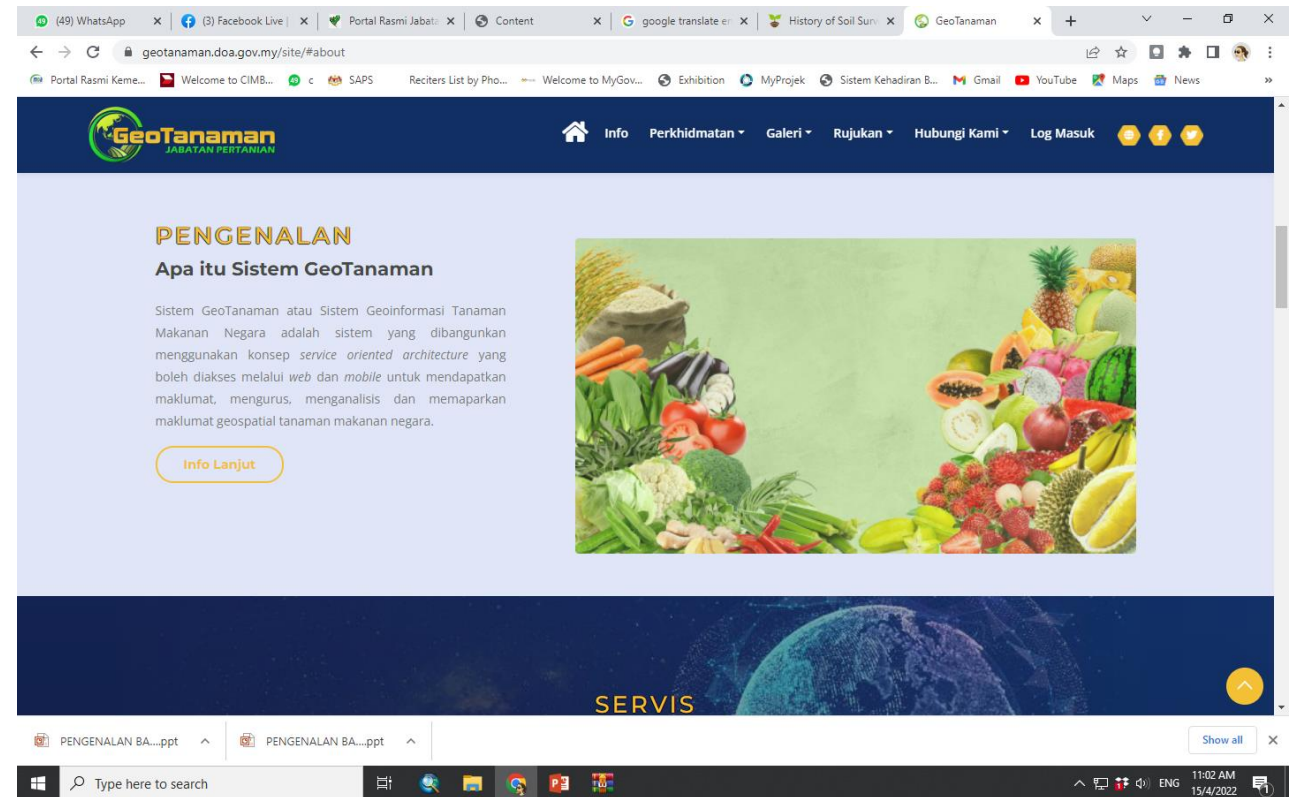 (49) WhatsApp
(3) Facebook Live |
Portal Rasmi Jabata
Content
google translate en
History of Soil Surv
GeoTanaman
geotanaman.doa.gov.my/site/#about
Portal Rasmi Keme...
Welcome to CIMB...
c
SAPS
Reciters List by Pho...
Welcome to MyGov...
Exhibition
MyProjek
Sistem Kehadiran B...
Gmail
YouTube
Maps
News
»
GeoTanaman
JABATAN PERTANIAN
Info
Perkhidmatan
Galeri
Rujukan
Hubungi Kami
Log Masuk
PENGENALAN
Apa itu Sistem GeoTanaman
Sistem GeoTanaman atau Sistem Geoinformasi Tanaman
Makanan Negara adalah sistem yang dibangunkan
menggunakan konsep service oriented architecture yang
boleh diakses melalui web dan mobile untuk mendapatkan
maklumat, mengurus, menganalisis dan memaparkan
maklumat geospatial tanaman makanan negara.
Info Lanjut
SERVIS
PENGENALAN BA....ppt
PENGENALAN BA....ppt
Show all
Type here to search
ENG
11:02 AM
15/4/2022
1